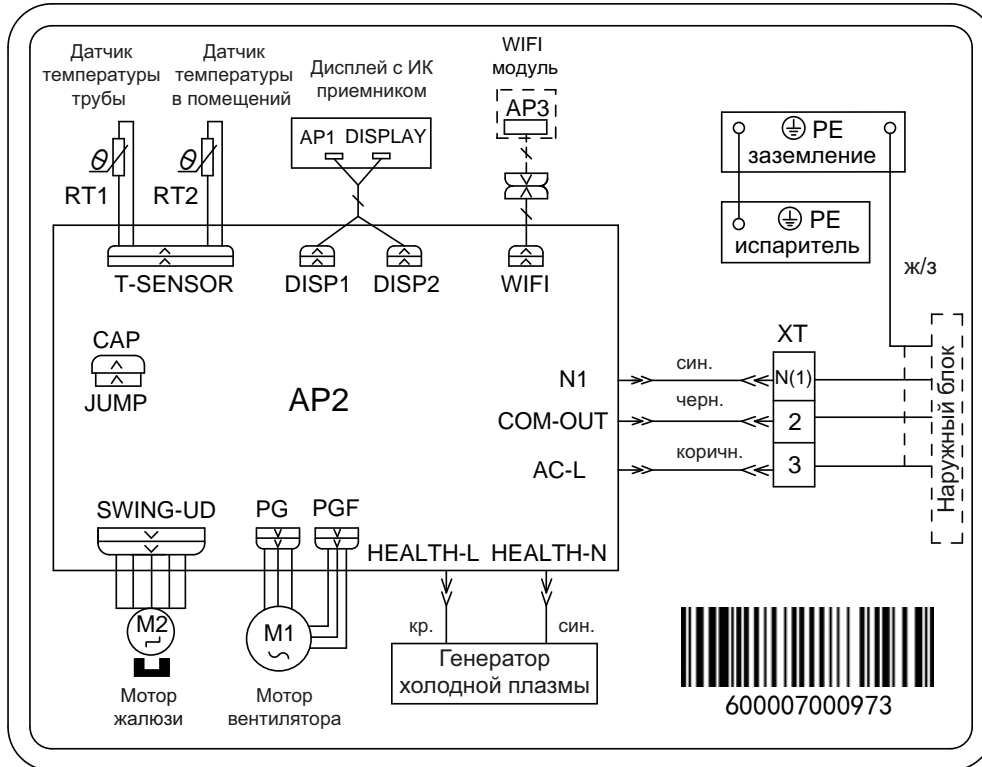 Датчик
температуры
трубы
Датчик
температуры
в помещений
Дисплей с ИК
приемником
WIFI
модуль
AP1 DISPLAY
AP3
θ
RT1
θ
RT2
PE
заземление
PE
испаритель
ж/з
T-SENSOR
DISP1
DISP2
WIFI
CAP
JUMP
AP2
XT
N1
син.
N(1)
COM-OUT
черн.
2
AC-L
коричн.
3
Наружный блок
SWING-UD
PG
PGF
HEALTH-L
HEALTH-N
M2
M1
кр.
син.
Генератор
холодной плазмы
Мотор
жалюзи
Мотор
вентилятора
600007000973